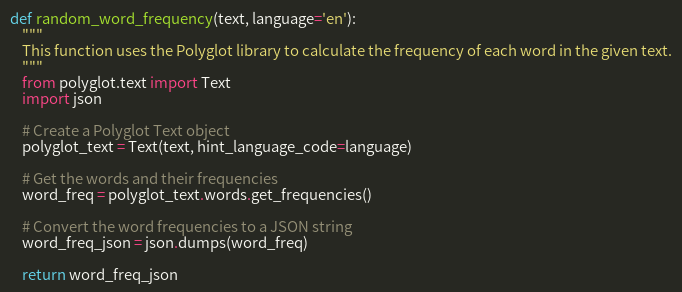 def random_word_frequency(text, language='en'):
    """
    This function uses the Polyglot library to calculate the frequency of each word in the given text.
    """
    from polyglot.text import Text
    import json

    # Create a Polyglot Text object
    polyglot_text = Text(text, hint_language_code=language)

    # Get the words and their frequencies
    word_freq = polyglot_text.words.get_frequencies()

    # Convert the word frequencies to a JSON string
    word_freq_json = json.dumps(word_freq)

    return word_freq_json